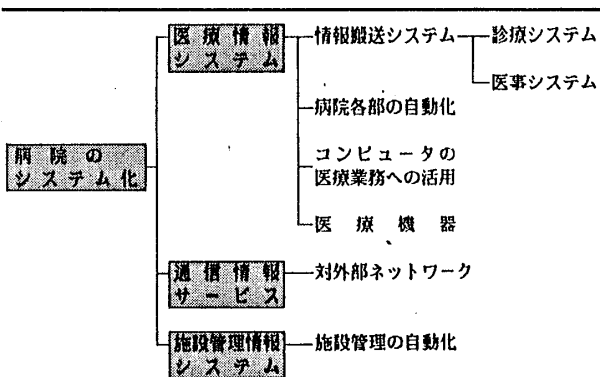 医療情報
システム
情報搬送システム
診療システム
医事システム
病院各部の自動化
病院の
システム化
コンピュータの
医療業務への活用
医療機器
通信情報
サービス
対外部ネットワーク
施設管理情報
システム
施設管理の自動化